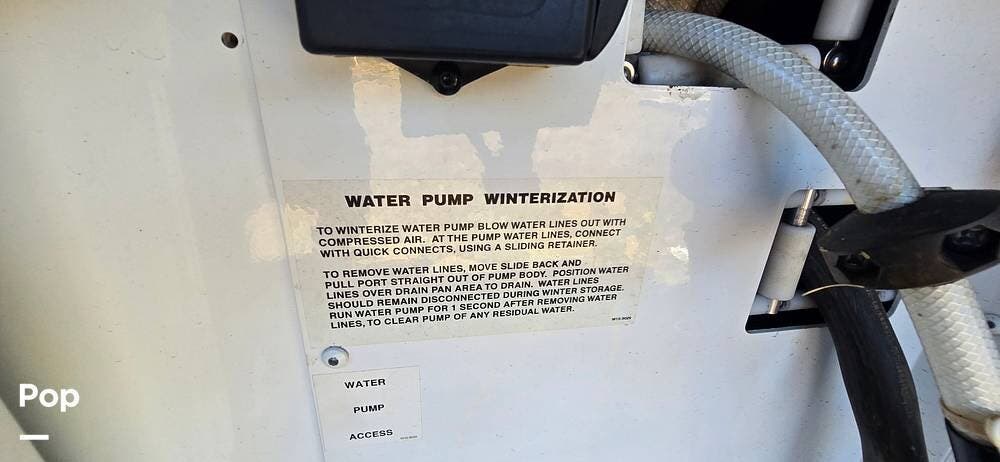 WATER PUMP WINTERIZATION
TO WINTERIZE WATER PUMP BLOW WATER LINES OUT WITH
COMPRESSED AIR. AT THE PUMP WATER LINES, CONNECT
WITH QUICK CONNECTS, USING A SLIDING RETAINER.
TO REMOVE WATER LINES, MOVE SLIDE BACK AND
PULL PORT STRAIGHT OUT OF PUMP BODY. POSITION WATER
LINES OVER DRAIN PAN AREA TO DRAIN. WATER LINES
SHOULD REMAIN DISCONNECTED DURING WINTER STORAGE.
RUN WATER PUMP FOR 1 SECOND AFTER REMOVING WATER
LINES, TO CLEAR PUMP OF ANY RESIDUAL WATER.
WATER
PUMP
ACCESS
Pop